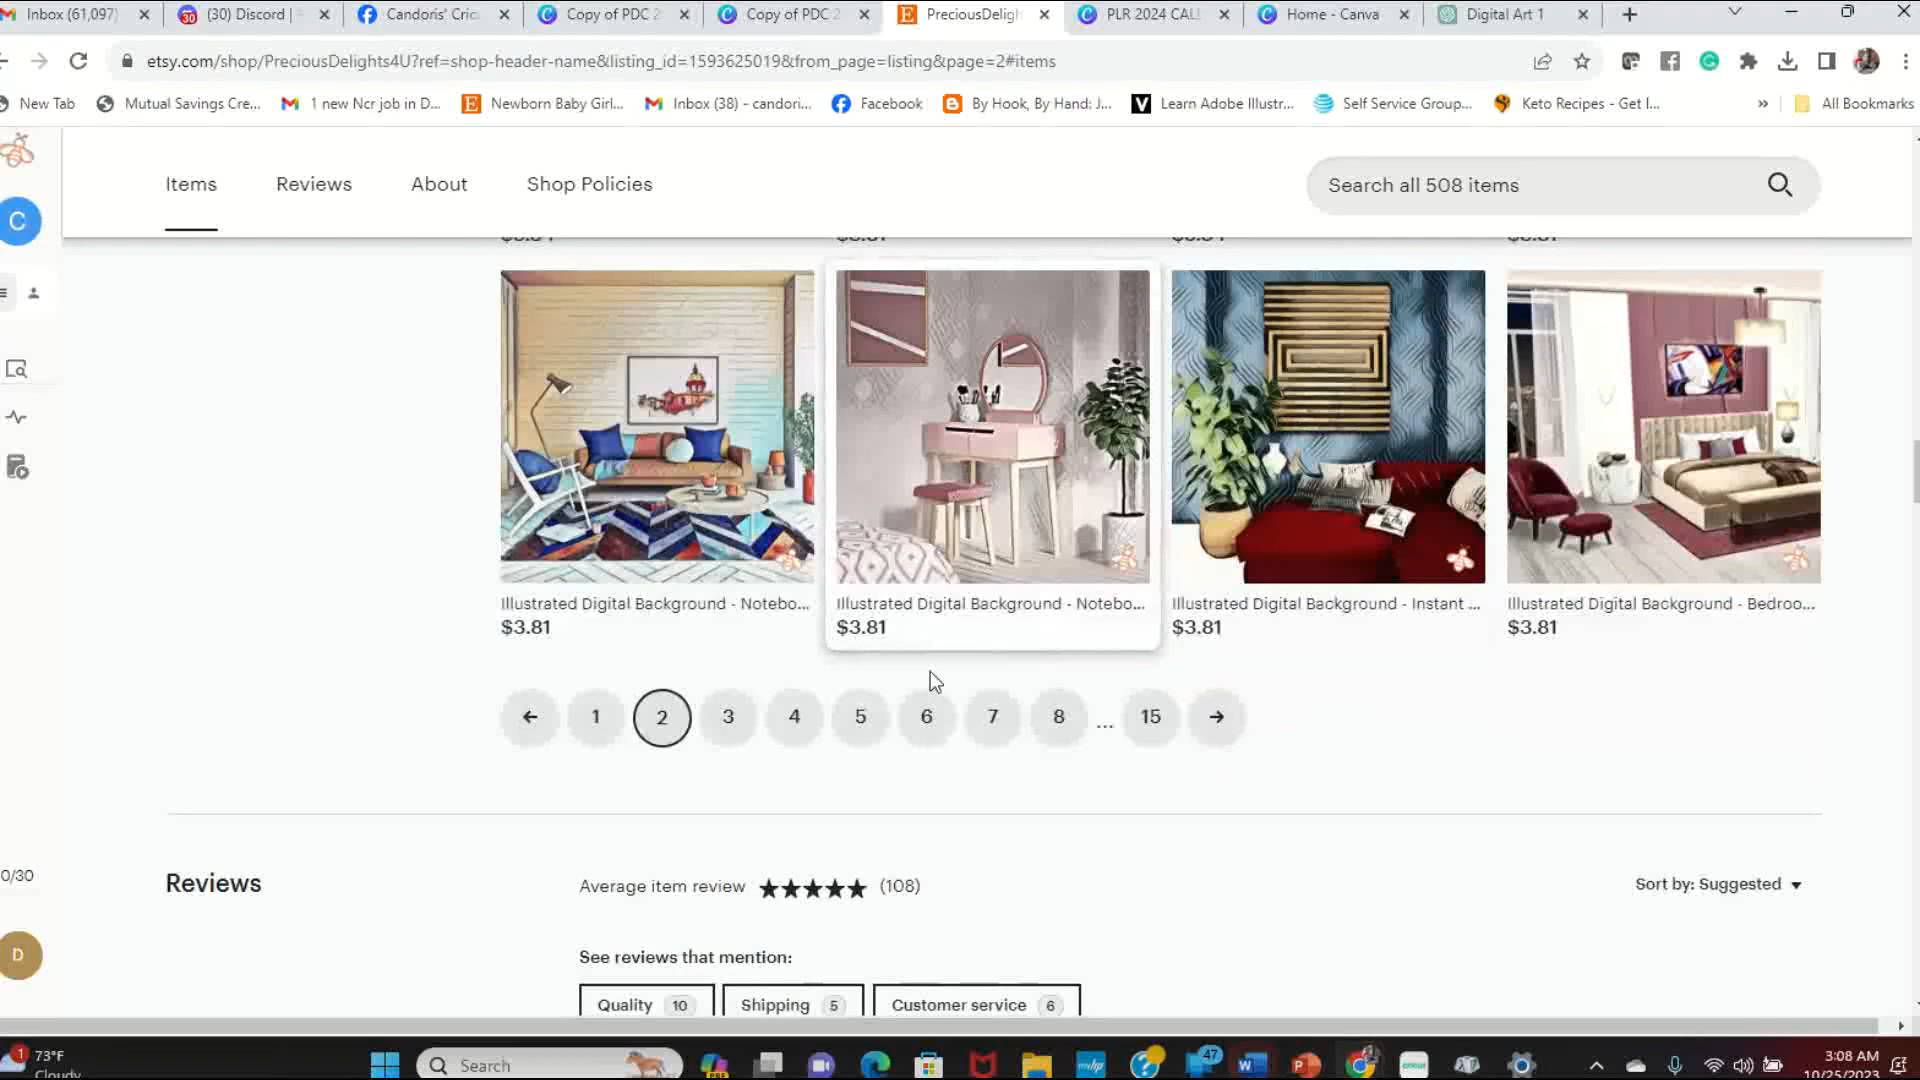 Inbox (61,097)
(30) Discord |
Candoris' Cric
Copy of PDC 2
Copy of PDC 2
PreciousDeligh
PLR 2024 CAL
Home - Canva
Digital Art 1
etsy.com/shop/PreciousDelights4U?ref=shop-header-name&listing_id=1593625019&from_page=listing&page=2#items
New Tab
Mutual Savings Cre...
1 new Ncr job in D...
Newborn Baby Girl...
Inbox (38) - candori...
Facebook
By Hook, By Hand: J...
Learn Adobe Illustr...
Self Service Group...
Keto Recipes - Get I...
»
All Bookmarks
Items
Reviews
About
Shop Policies
Search all 508 items
C
Illustrated Digital Background - Notebo...
$3.81
Illustrated Digital Background - Notebo...
$3.81
Illustrated Digital Background - Instant ...
$3.81
Illustrated Digital Background - Bedroo...
$3.81
1 2 3 4 5 6 7 8 ... 15
0/30
D
Reviews
Average item review
(108)
Sort by: Suggested
See reviews that mention:
Quality 10
Shipping 5
Customer service 6
1
73°F
Cloudy
Search
47
3:08 AM
10/25/2023